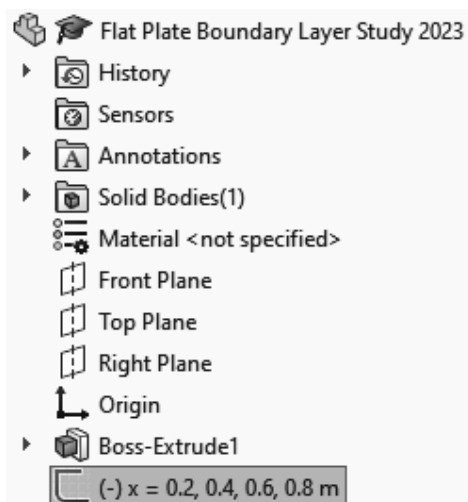 Flat Plate Boundary Layer Study 2023
History
Sensors
A Annotations
Solid Bodies(1)
Material <not specified>
Front Plane
Top Plane
Right Plane
Origin
Boss-Extrude1
(-) x = 0.2, 0.4, 0.6, 0.8 m